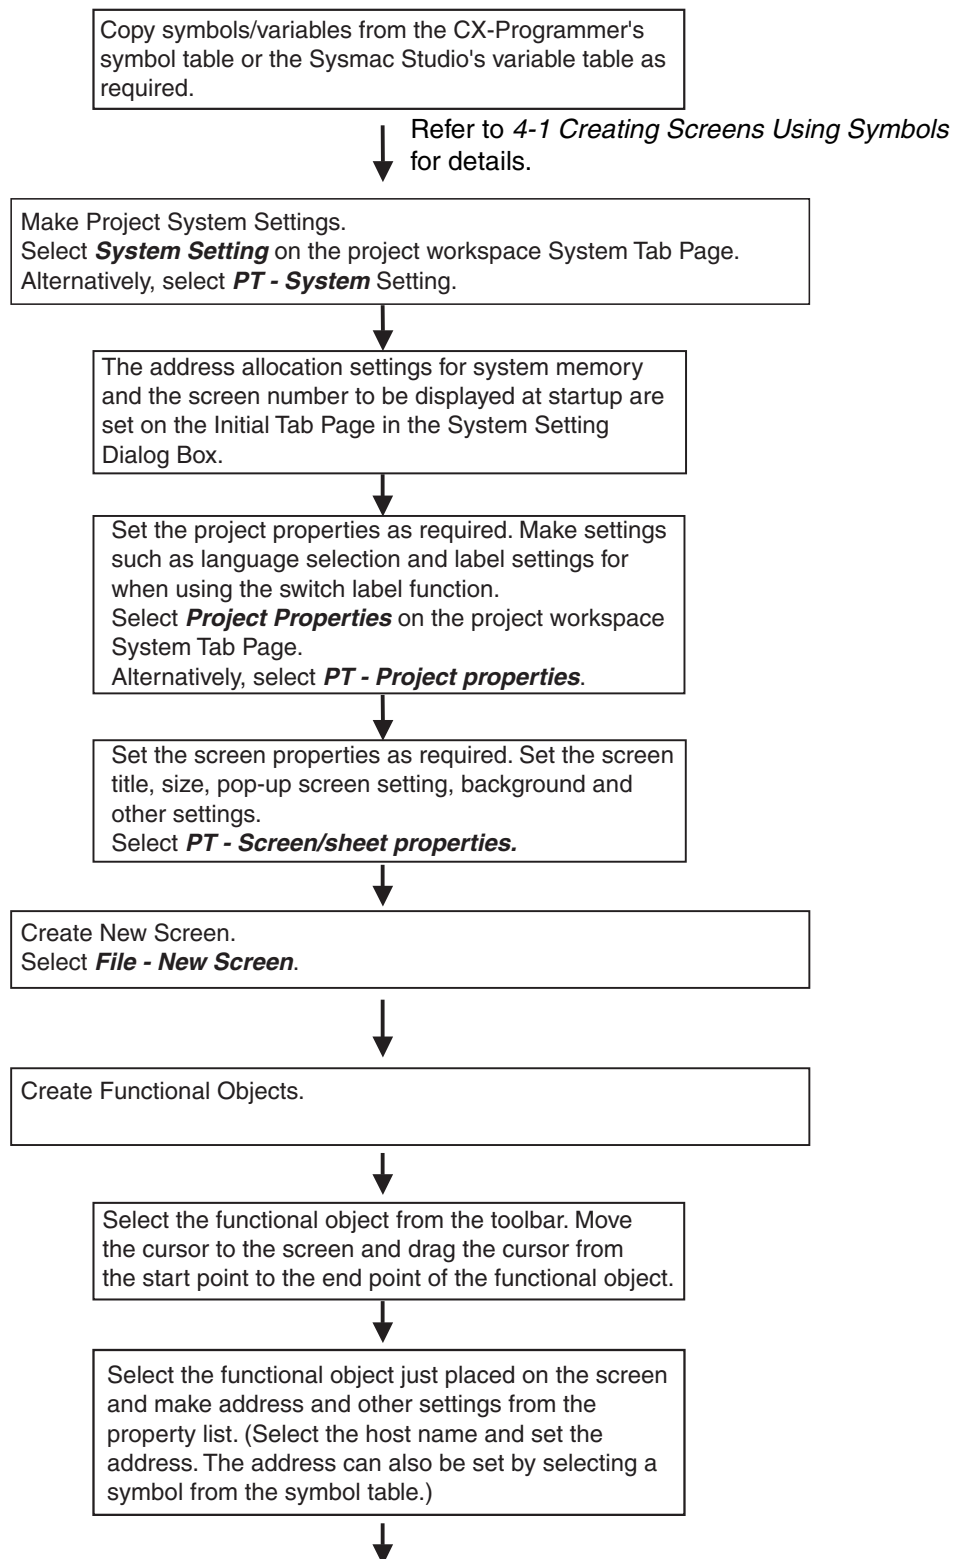 Copy symbols/variables from the CX-Programmer's
symbol table or the Sysmac Studio's variable table as
required.
Refer to 4-1 Creating Screens Using Symbols
for details.
Make Project System Settings.
Select System Setting on the project workspace System Tab Page.
Alternatively, select PT - System Setting.
The address allocation settings for system memory
and the screen number to be displayed at startup are
set on the Initial Tab Page in the System Setting
Dialog Box.
Set the project properties as required. Make settings
such as language selection and label settings for
when using the switch label function.
Select Project Properties on the project workspace
System Tab Page.
Alternatively, select PT - Project properties.
Set the screen properties as required. Set the screen
title, size, pop-up screen setting, background and
other settings.
Select PT - Screen/sheet properties.
Create New Screen.
Select File - New Screen.
Create Functional Objects.
Select the functional object from the toolbar. Move
the cursor to the screen and drag the cursor from
the start point to the end point of the functional object.
Select the functional object just placed on the screen
and make address and other settings from the
property list. (Select the host name and set the
address. The address can also be set by selecting a
symbol from the symbol table.)